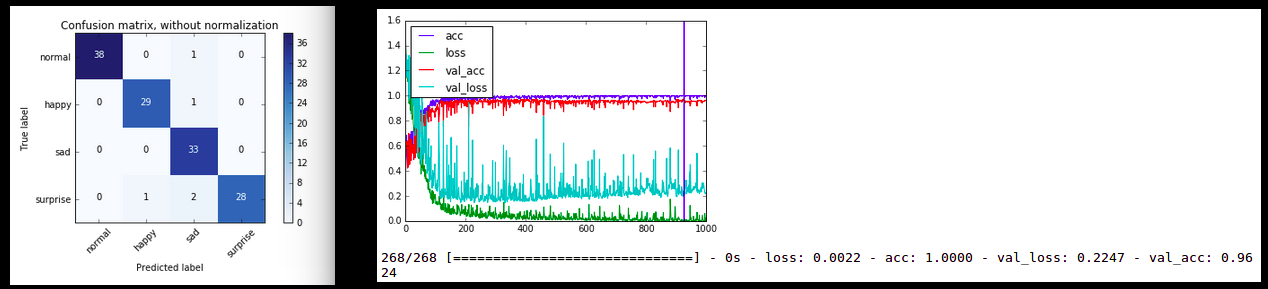 Confusion matrix, without normalization
True label
normal
happy
sad
surprise
38 0 1 0
0 29 1 0
0 0 33 0
0 1 2 28
normal happy sad surprise
Predicted label
36
32
28
24
20
16
12
8
4
0
1.6
1.4
1.2
1.0
0.8
0.6
0.4
0.2
0.0
acc
loss
val_acc
val_loss
0 200 400 600 800 1000
268/268 [==============================] - 0s - loss: 0.0022 - acc: 1.0000 - val_loss: 0.2247 - val_acc: 0.96
24